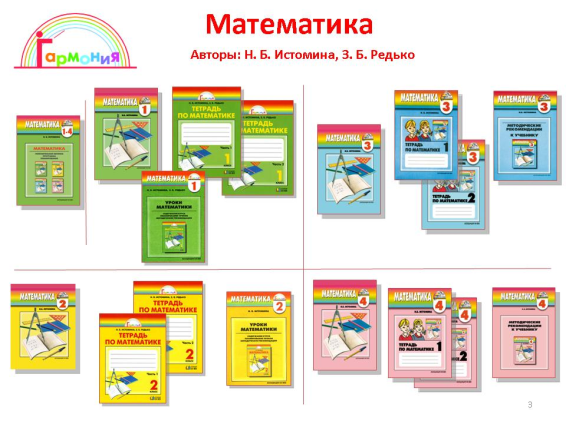 Гармония
Математика
Авторы: Н. Б. Истомина, З. Б. Редько
МАТЕМАТИКА
1-4
МАТЕМАТИКА
МАТЕМАТИКА
1
ТЕТРАДЬ
ПО МАТЕМАТИКЕ
1
ТЕТРАДЬ
ПО МАТЕМАТИКЕ
1
МАТЕМАТИКА
1
УРОКИ
МАТЕМАТИКИ
МАТЕМАТИКА
3
МАТЕМАТИКА
3
ТЕТРАДЬ
ПО МАТЕМАТИКЕ 1
3
ТЕТРАДЬ
ПО МАТЕМАТИКЕ 2
МАТЕМАТИКА
3
МЕТОДИЧЕСКИЕ
РЕКОМЕНДАЦИИ
К УЧЕБНИКУ
МАТЕМАТИКА
2
ТЕТРАДЬ
ПО МАТЕМАТИКЕ
2
ТЕТРАДЬ
ПО МАТЕМАТИКЕ
2
МАТЕМАТИКА
2
УРОКИ
МАТЕМАТИКИ
МАТЕМАТИКА
4
МАТЕМАТИКА
4
ТЕТРАДЬ
ПО МАТЕМАТИКЕ 1
4
2
МАТЕМАТИКА
4
МЕТОДИЧЕСКИЕ
РЕКОМЕНДАЦИИ
К УЧЕБНИКУ
3